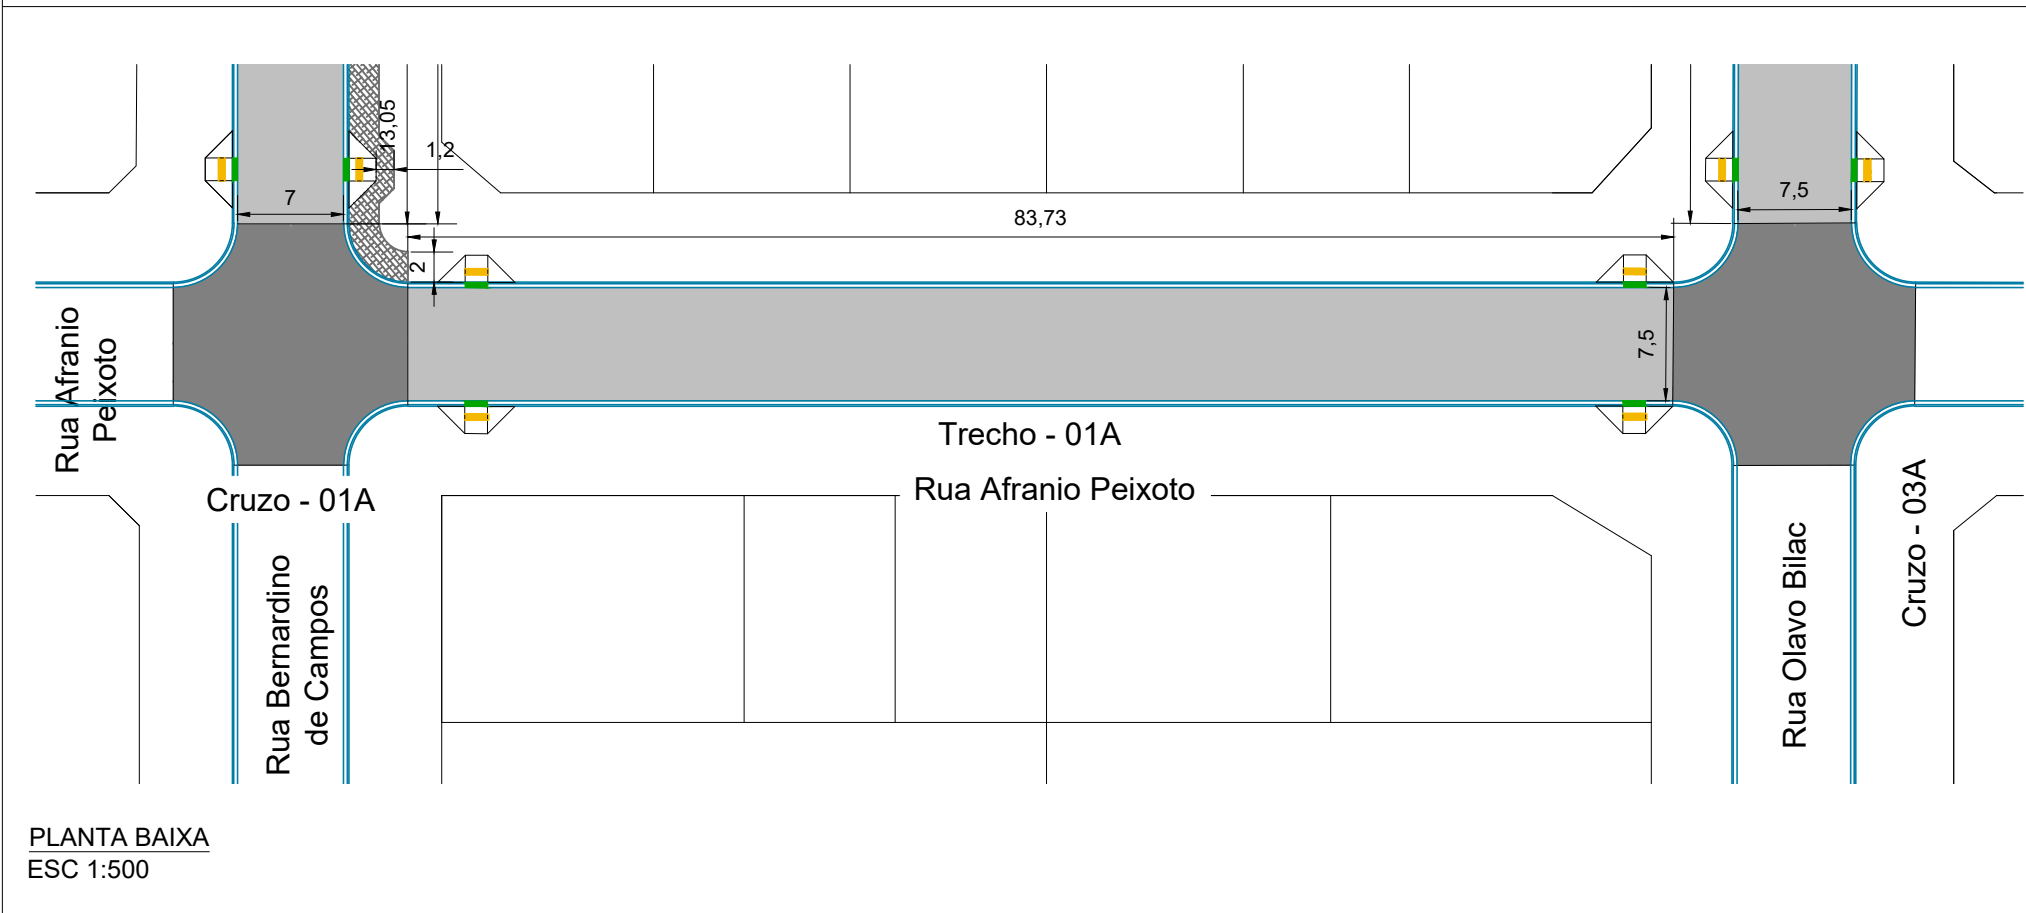 13,05
1,2
7
83,73
7,5
2
7,5
Rua Afranio
Peixoto
Trecho - 01A
Rua Afranio Peixoto
Cruzo - 01A
Rua Bernardino
de Campos
Rua Olavo Bilac
Cruzo - 03A
PLANTA BAIXA
ESC 1:500